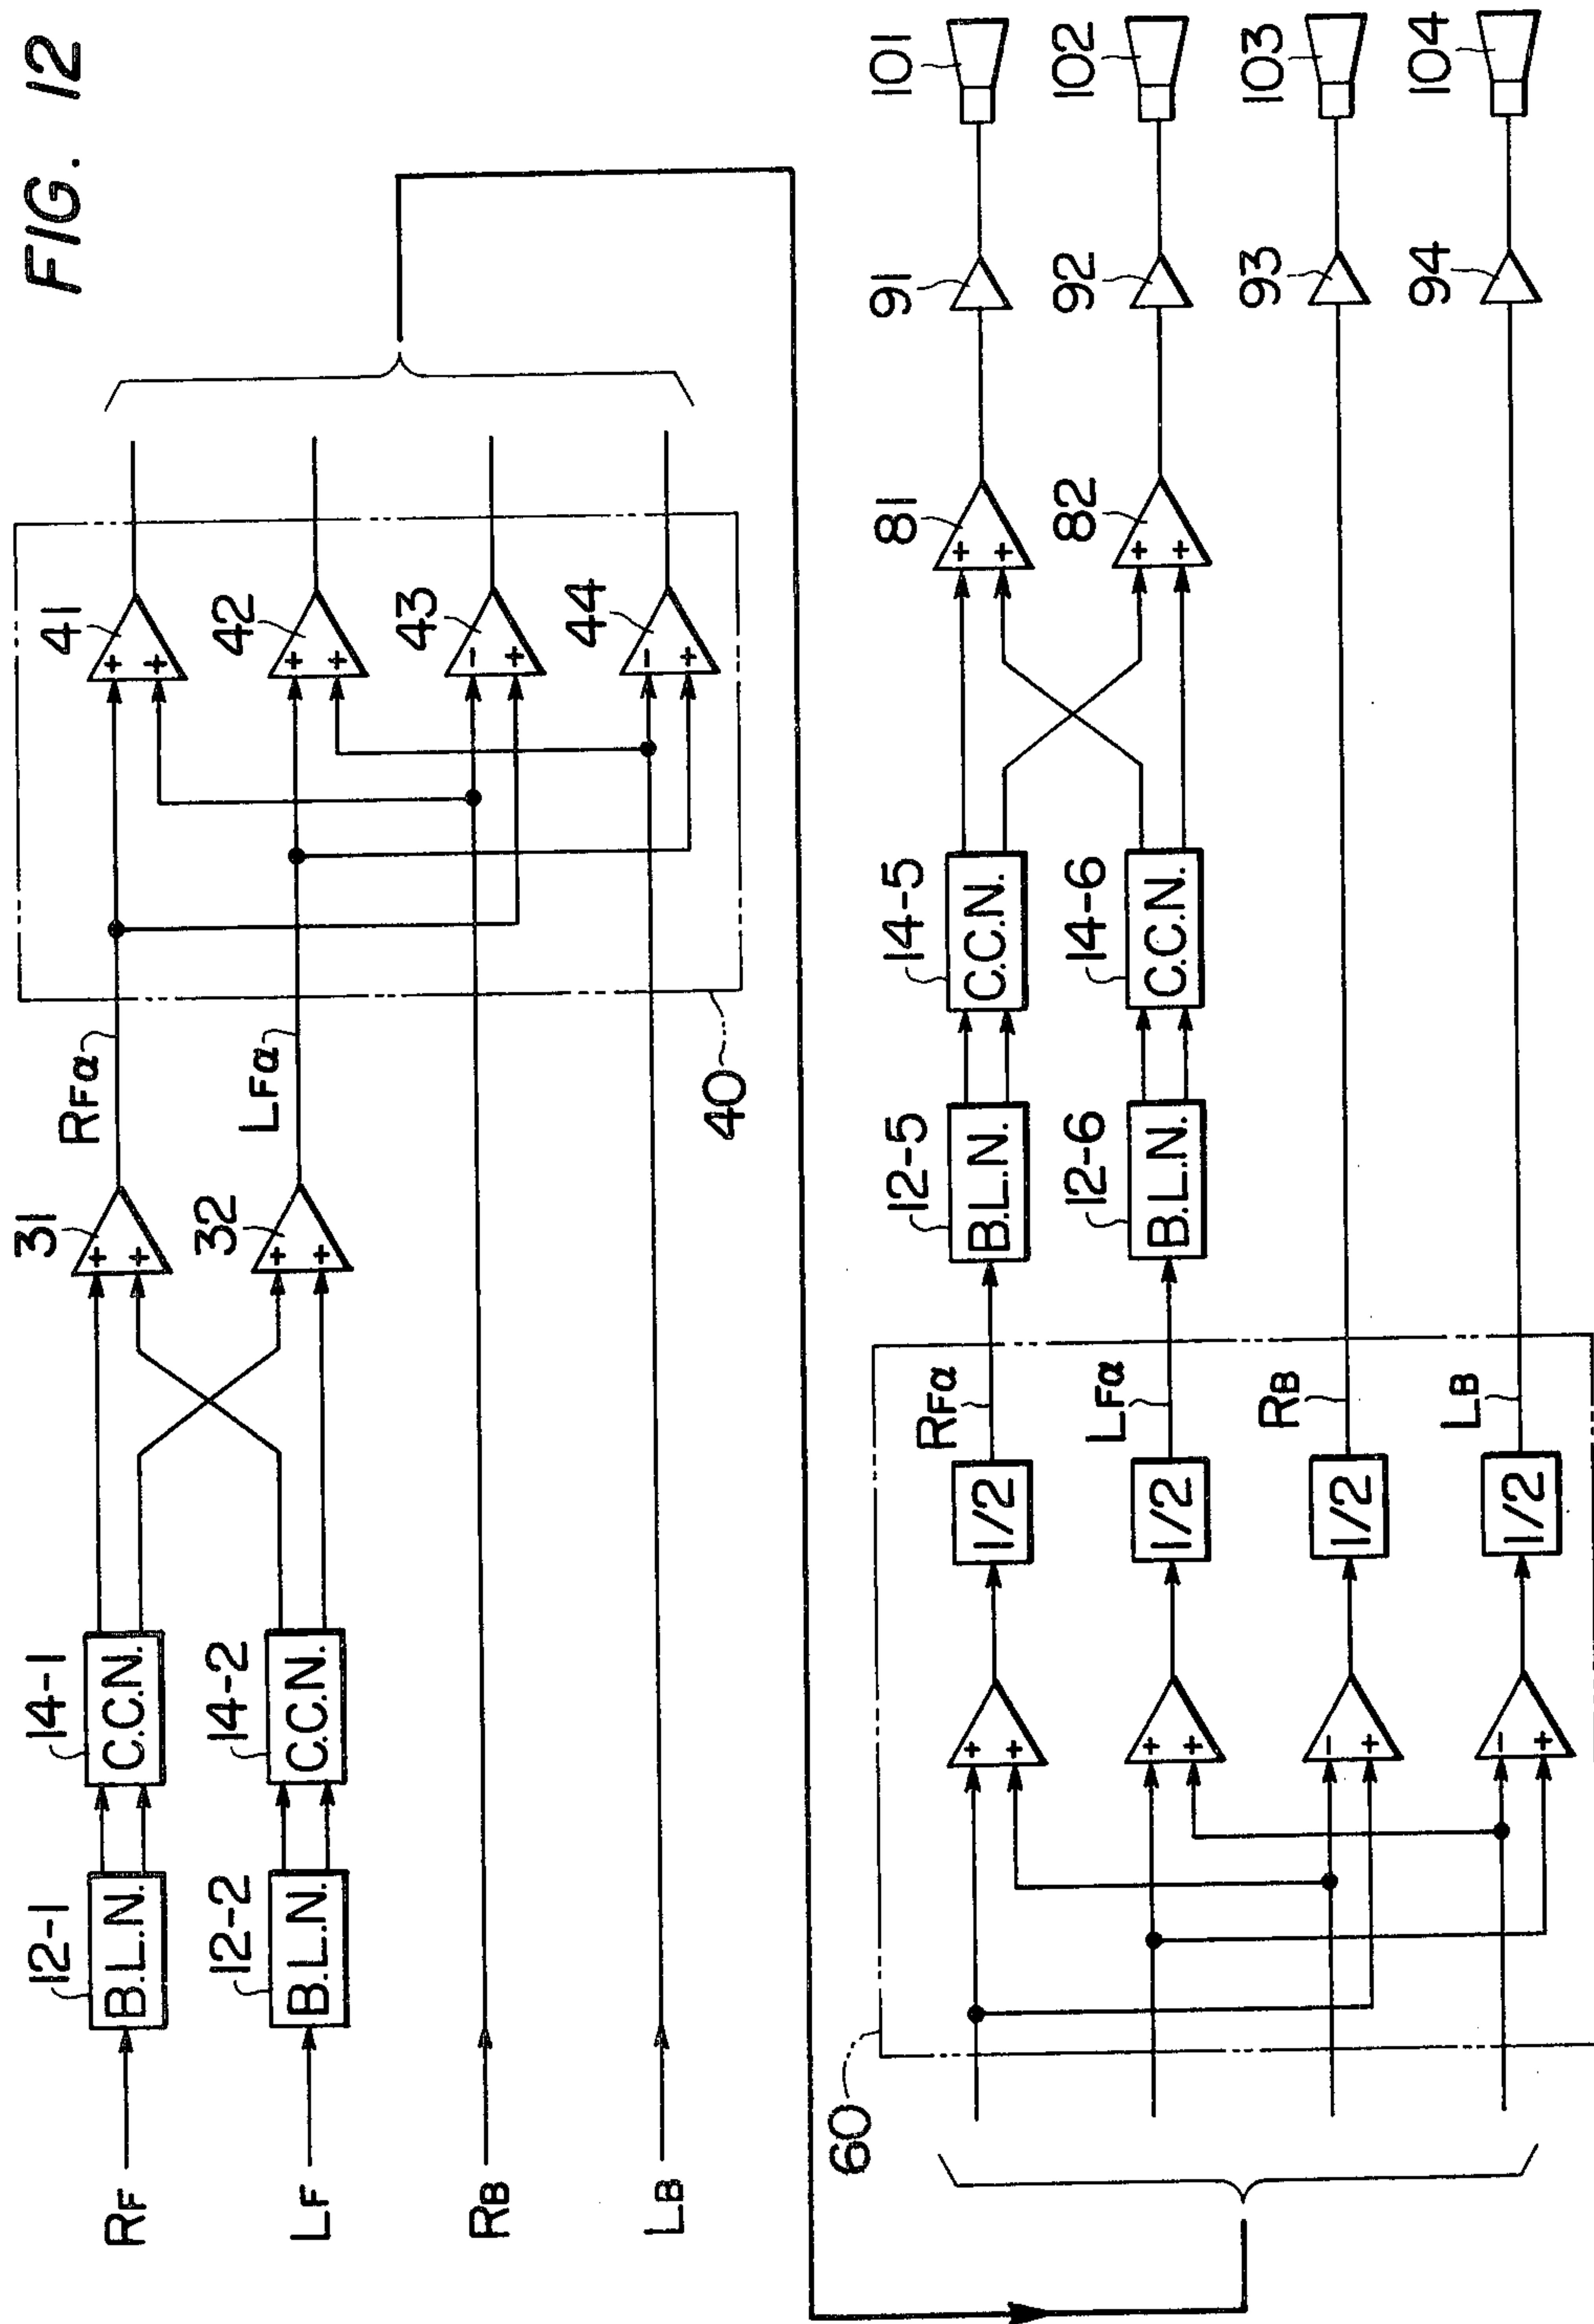 FIG. 12
RF
12-1
B.L.N.
14-1
C.C.N.
31
+
+
RFα
41
+
+
LF
12-2
B.L.N.
14-2
C.C.N.
32
+
+
LFα
42
+
+
RB
43
−
+
LB
44
−
+
40
60
+
+
1/2
RFα
12-5
B.L.N.
14-5
C.C.N.
81
+
+
91
101
+
+
1/2
LFα
12-6
B.L.N.
14-6
C.C.N.
82
+
+
92
102
−
+
1/2
RB
93
103
−
+
1/2
LB
94
104